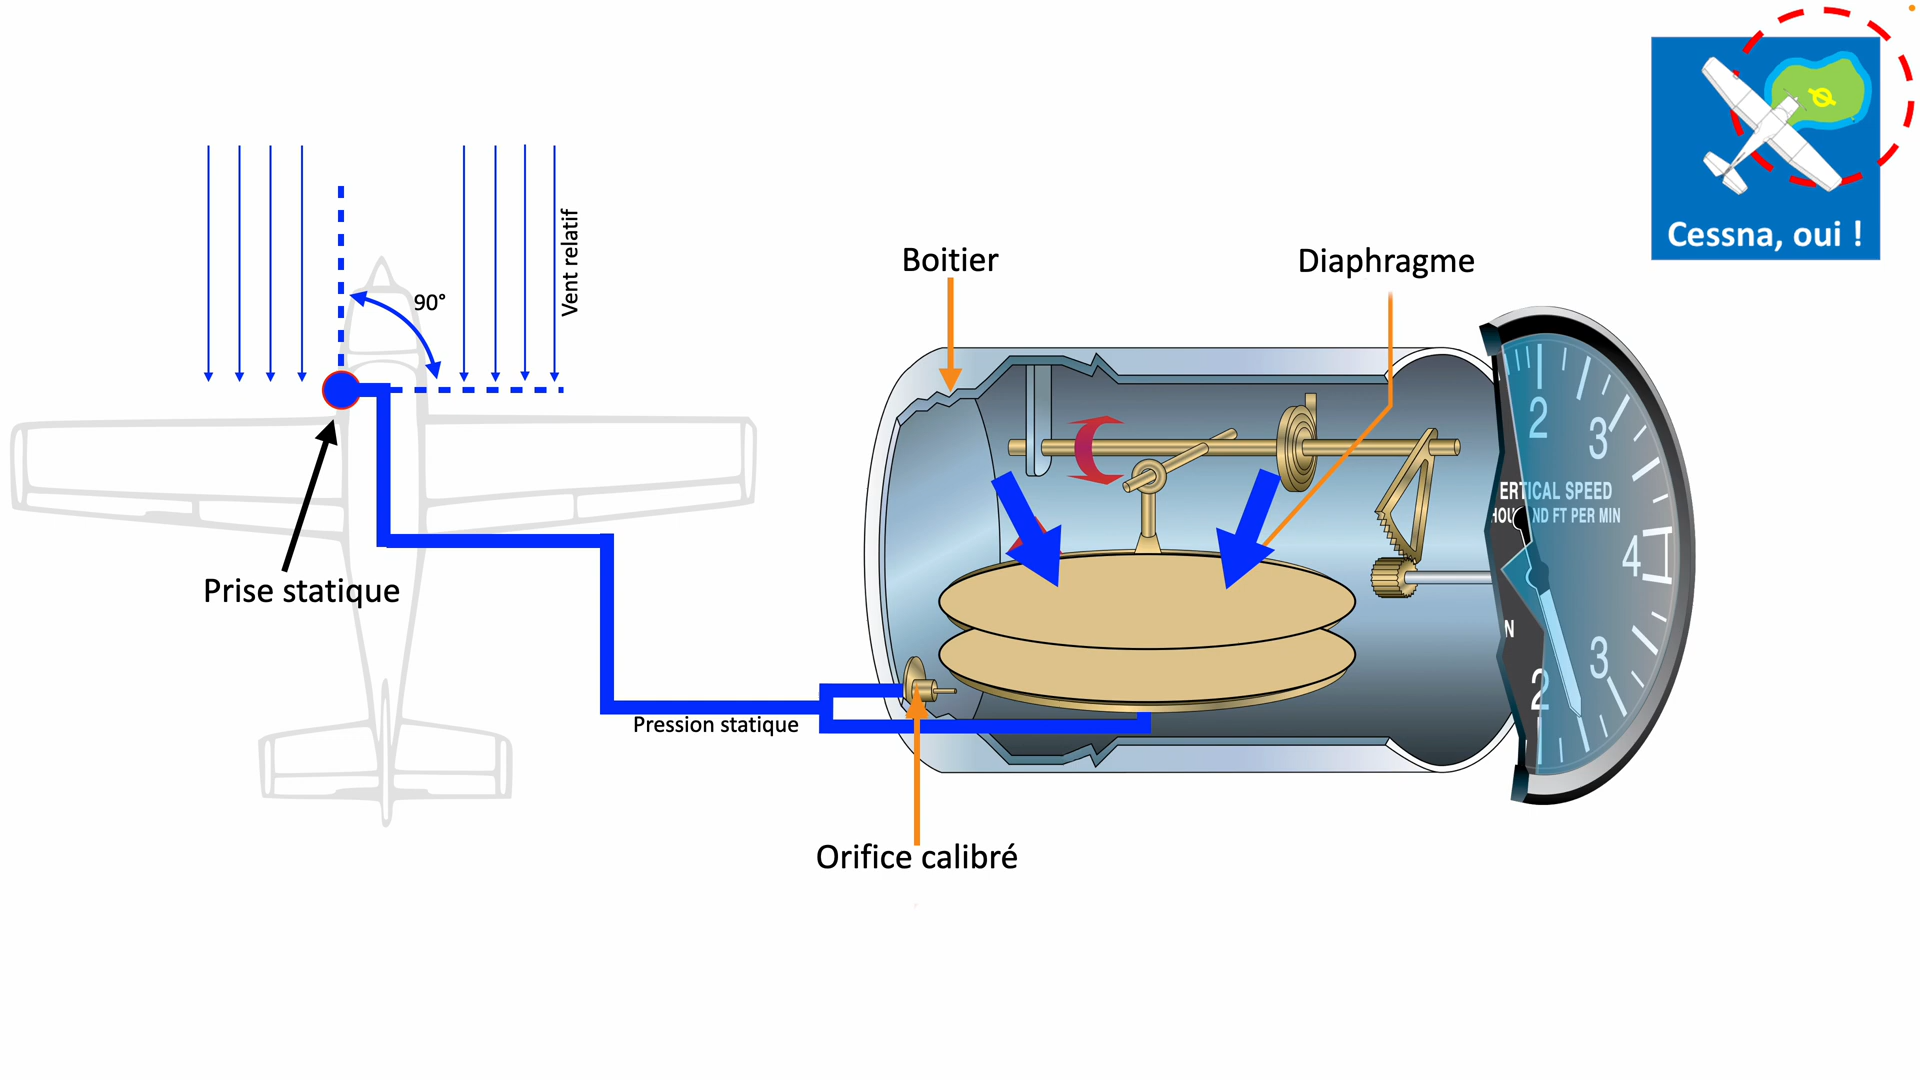 Cessna, oui !
Vent relatif
90°
Boitier
Diaphragme
2
3
ERTICAL SPEED
HOU ND FT PER MIN
4
N
3
2
Prise statique
Pression statique
Orifice calibré